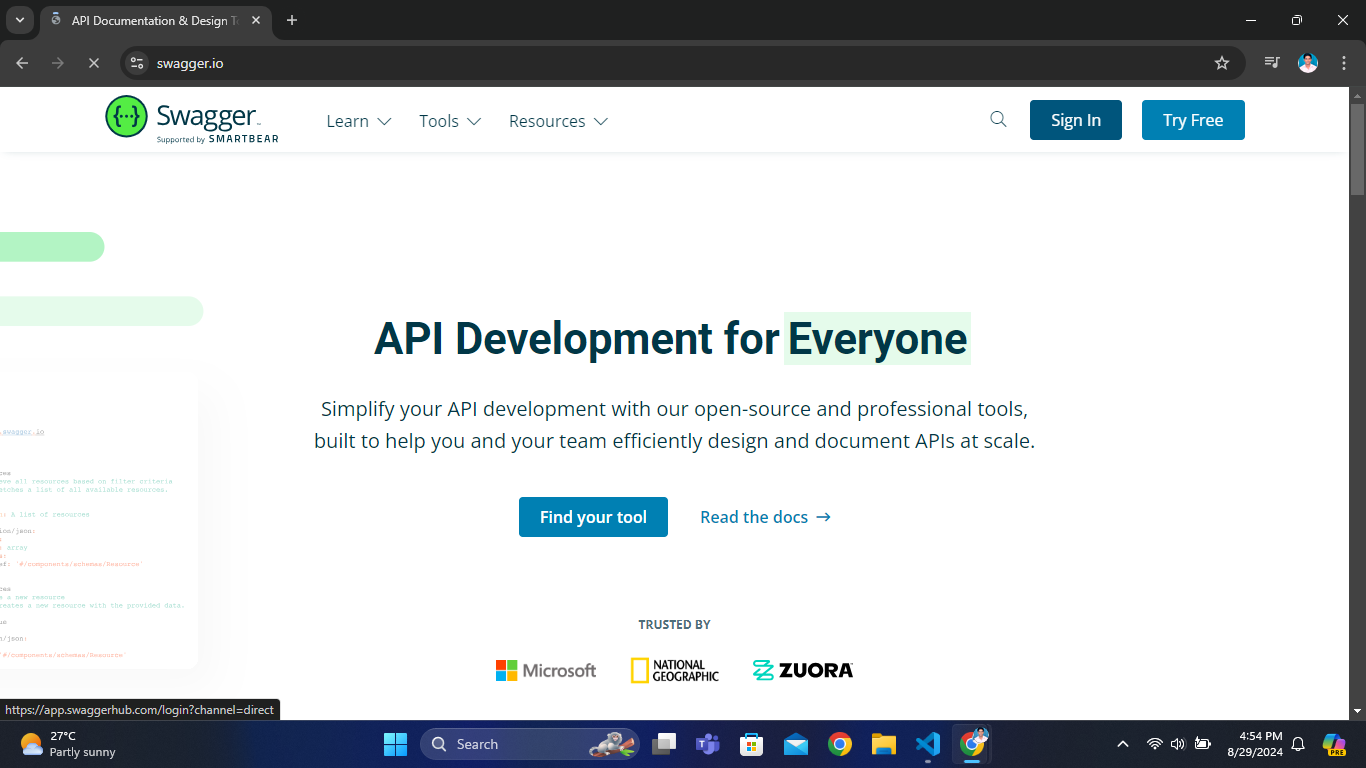 API Documentation & Design To
swagger.io
Swagger
Supported by SMARTBEAR
Learn
Tools
Resources
Sign In
Try Free
API Development for Everyone
Simplify your API development with our open-source and professional tools,
built to help you and your team efficiently design and document APIs at scale.
.swagger.io
ces
eve all resources based on filter criteria
etches a list of all available resources.
: A list of resources
ion/json:
array
ef: '#/components/schemas/Resource'
ces
e a new resource
reates a new resource with the provided data.
ue
n/json:
'#/components/schemas/Resource'
Find your tool
Read the docs →
TRUSTED BY
Microsoft
NATIONAL
GEOGRAPHIC
ZUORA
https://app.swaggerhub.com/login?channel=direct
27°C
Partly sunny
Search
4:54 PM
8/29/2024
PRE